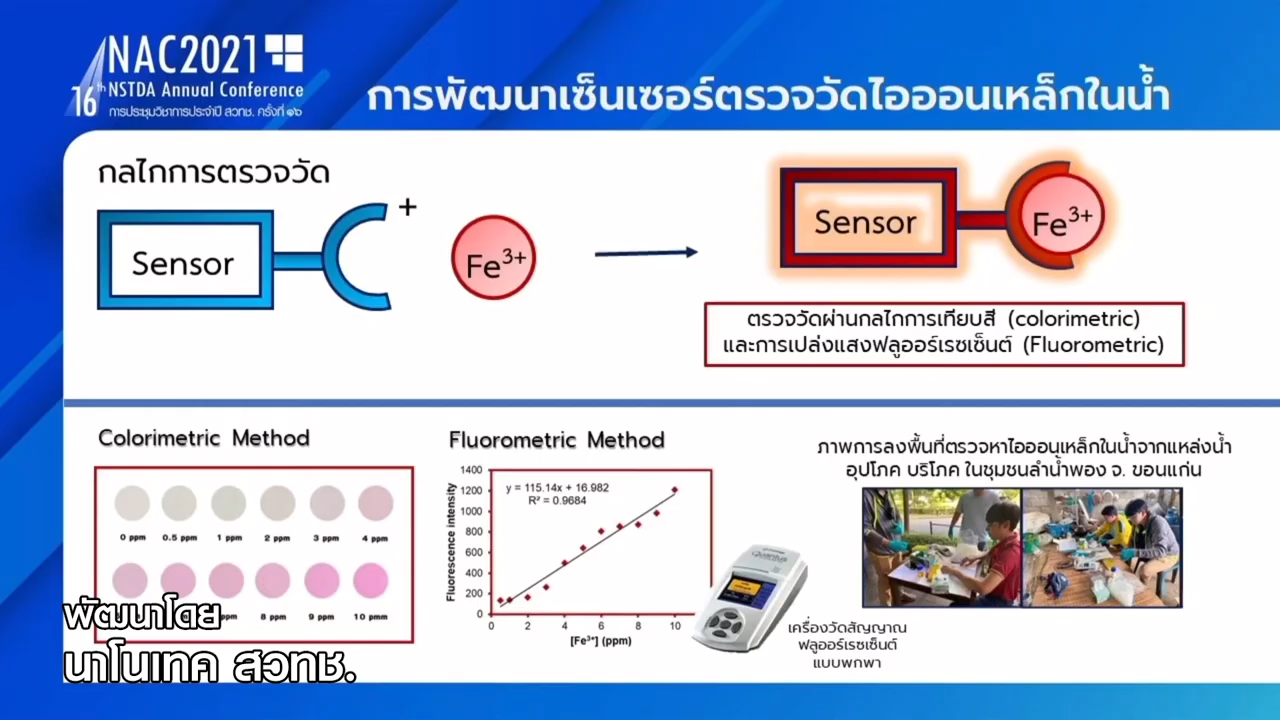 NAC2021
16th NSTDA Annual Conference
การประชุมวิชาการประจำปี สวทช. ครั้งที่ ๑๖
การพัฒนาเซ็นเซอร์ตรวจวัดไอออนเหล็กในน้ำ
กลไกการตรวจวัด
Sensor
+
Fe3+
Sensor
Fe3+
ตรวจวัดผ่านกลไกการเทียบสี (colorimetric)
และการเปล่งแสงฟลูออร์เรซเซ็นต์ (Fluorometric)
Colorimetric Method
0 ppm 0.5 ppm 1 ppm 2 ppm 3 ppm 4 ppm
ppm 8 ppm 9 ppm 10 pmm
Fluorometric Method
Fluorescence intensity
1400
1200
1000
800
600
400
200
0
y = 115.14x + 16.982
R² = 0.9684
0 2 4 6 8 10
[Fe3+] (ppm)
Quantus
เครื่องวัดสัญญาณ
ฟลูออร์เรซเซ็นต์
แบบพกพา
ภาพการลงพื้นที่ตรวจหาไอออนเหล็กในน้ำจากแหล่งน้ำ
อุปโภค บริโภค ในชุมชนลำน้ำพอง จ. ขอนแก่น
พัฒนาโดย
นาโนเทค สวทช.